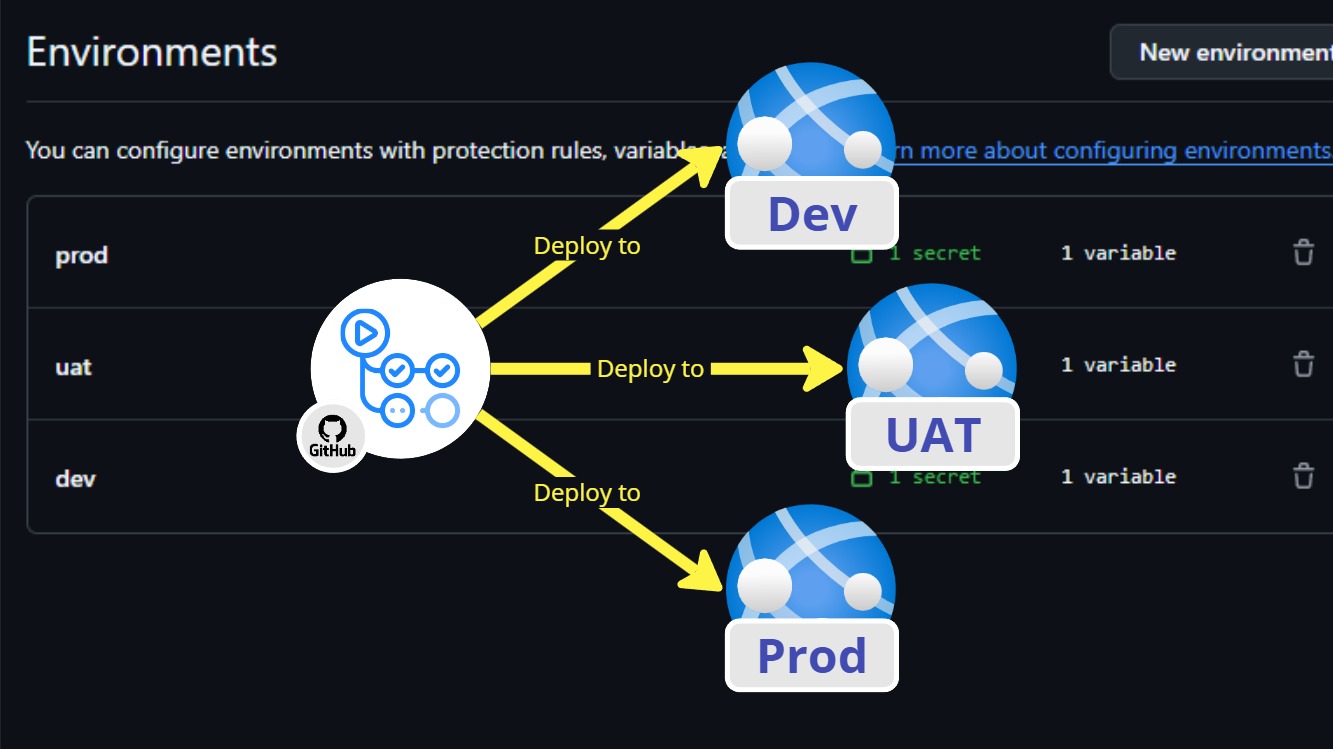 Environments
New environment
You can configure environments with protection rules, variables
rn more about configuring environments.
Dev
Deploy to
prod
1 secret
1 variable
uat
Deploy to
1 variable
GitHub
UAT
dev
1 secret
1 variable
Deploy to
Prod